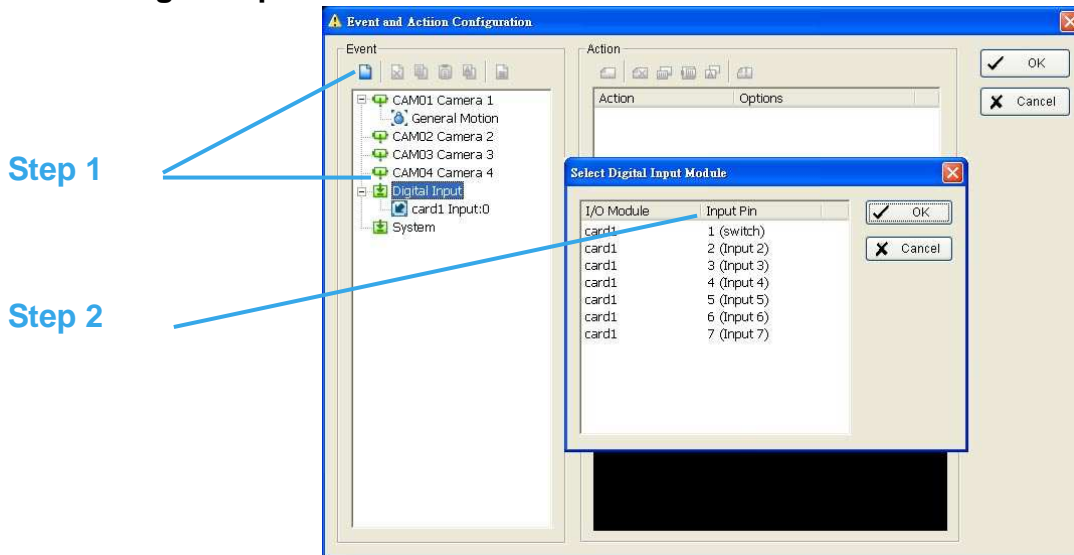 Event and Actiion Configuration
Event
Action
OK
Cancel
Action Options
CAM01 Camera 1
General Motion
CAM02 Camera 2
CAM03 Camera 3
CAM04 Camera 4
Digital Input
card1 Input:0
System
Step 1
Step 2
Select Digital Input Module
I/O Module Input Pin
card1 1 (switch)
card1 2 (Input 2)
card1 3 (Input 3)
card1 4 (Input 4)
card1 5 (Input 5)
card1 6 (Input 6)
card1 7 (Input 7)
OK
Cancel